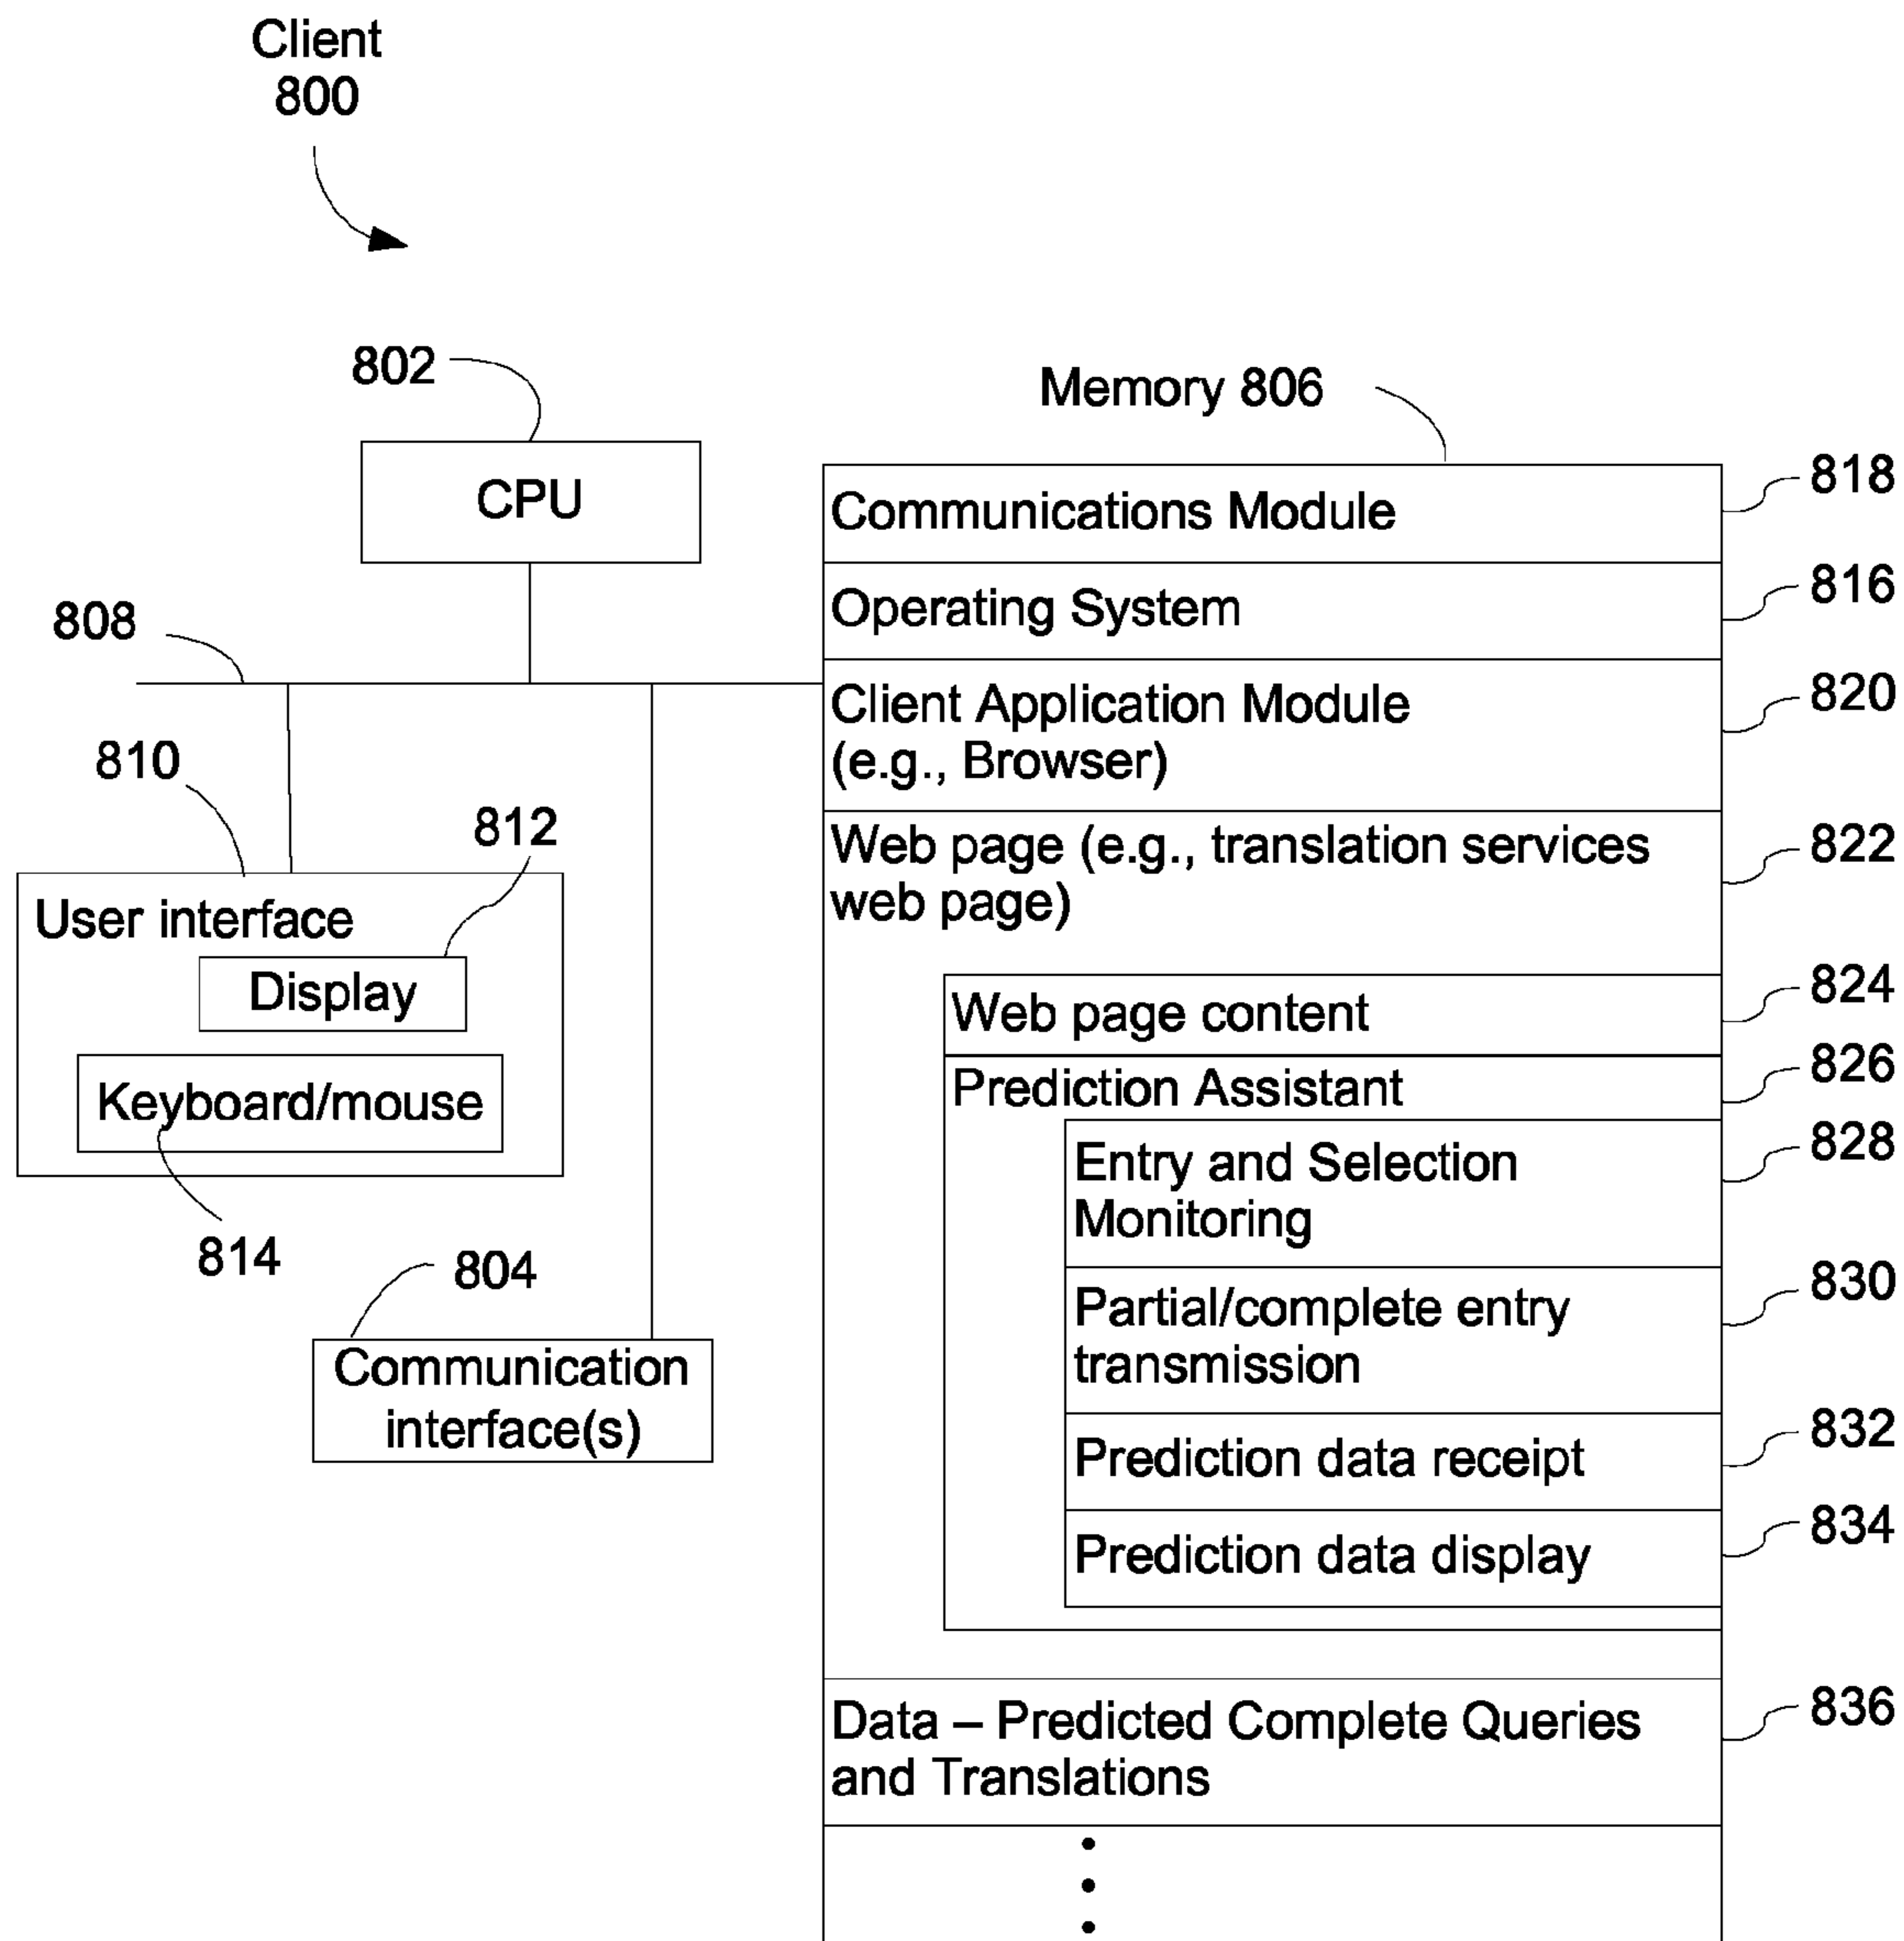 Client
800
802
CPU
808
810
812
User interface
Display
Keyboard/mouse
814
804
Communication
interface(s)
Memory 806
Communications Module
818
Operating System
816
Client Application Module
(e.g., Browser)
820
Web page (e.g., translation services
web page)
822
Web page content
824
Prediction Assistant
826
Entry and Selection
Monitoring
828
Partial/complete entry
transmission
830
Prediction data receipt
832
Prediction data display
834
Data – Predicted Complete Queries
and Translations
836